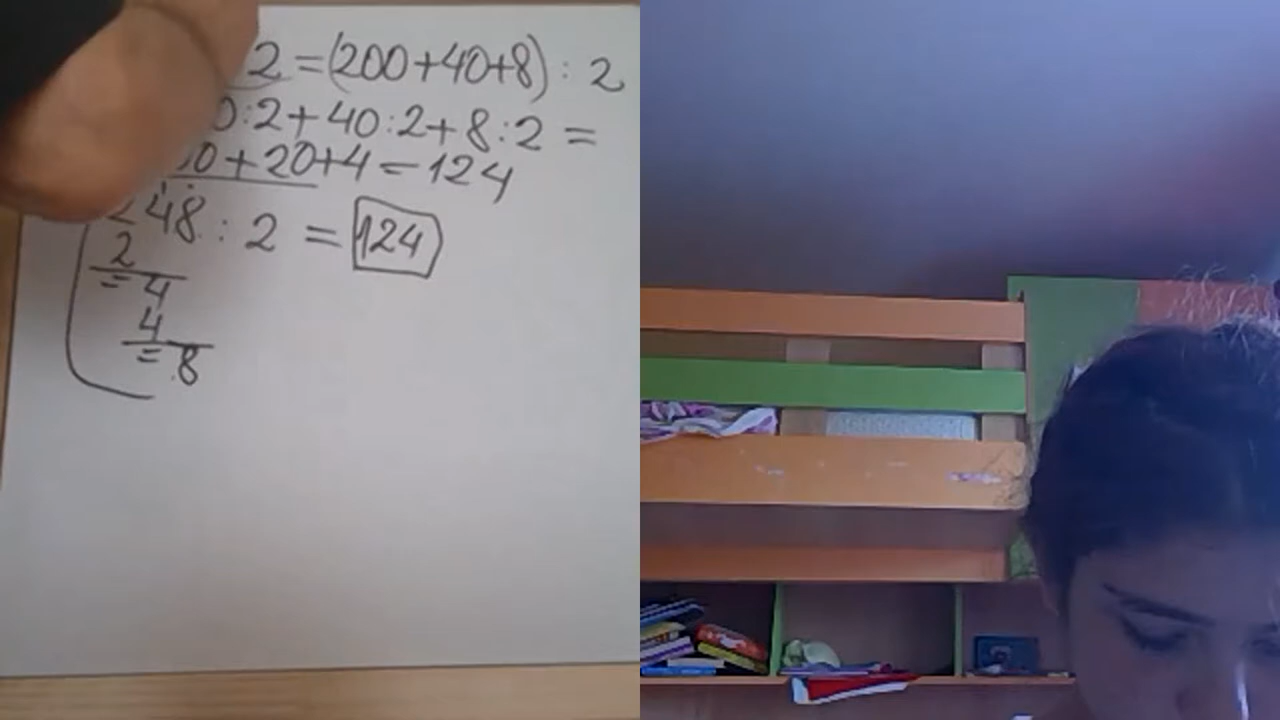 2 = (200+40+8) : 2
0:2 + 40:2 + 8:2 =
00 + 20+4 = 124
248 : 2 = 124
2
= 4
4
= 8